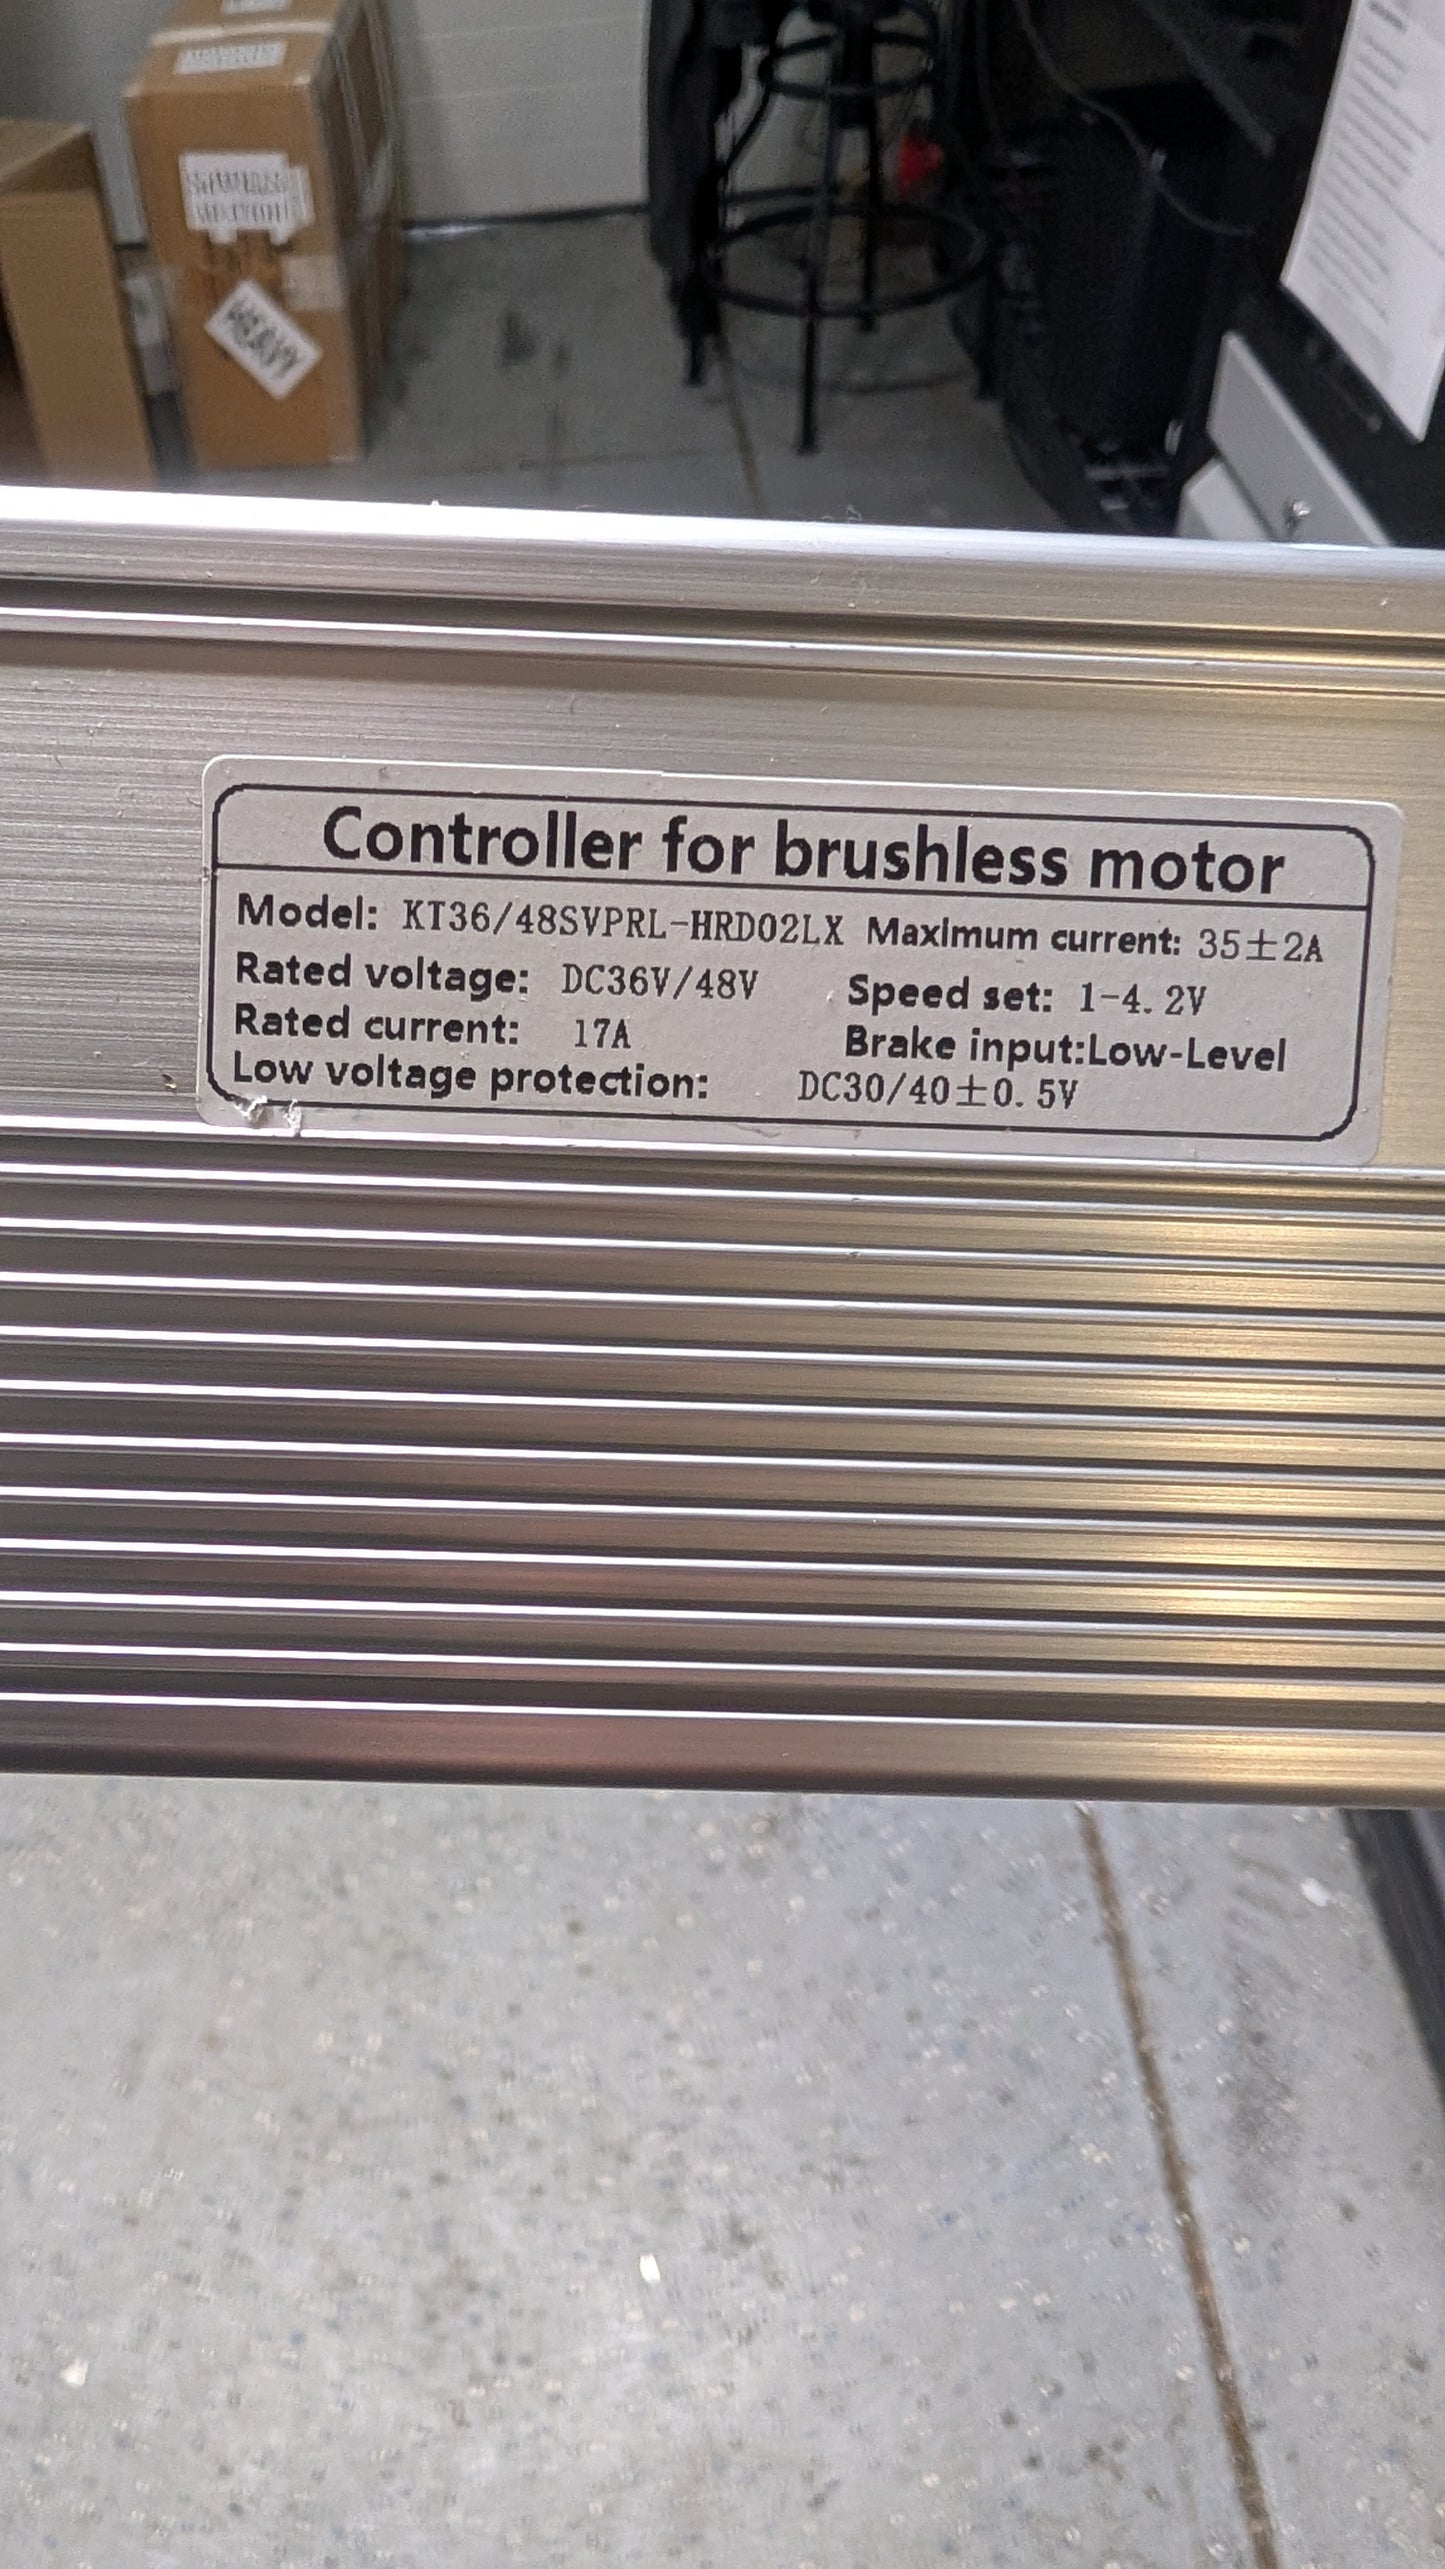 HEAVY
Controller for brushless motor
Model: KT36/48SVPRL-HRD02LX Maximum current: 35±2A
Rated voltage: DC36V/48V Speed set: 1-4.2V
Rated current: 17A Brake input:Low-Level
Low voltage protection: DC30/40±0.5V